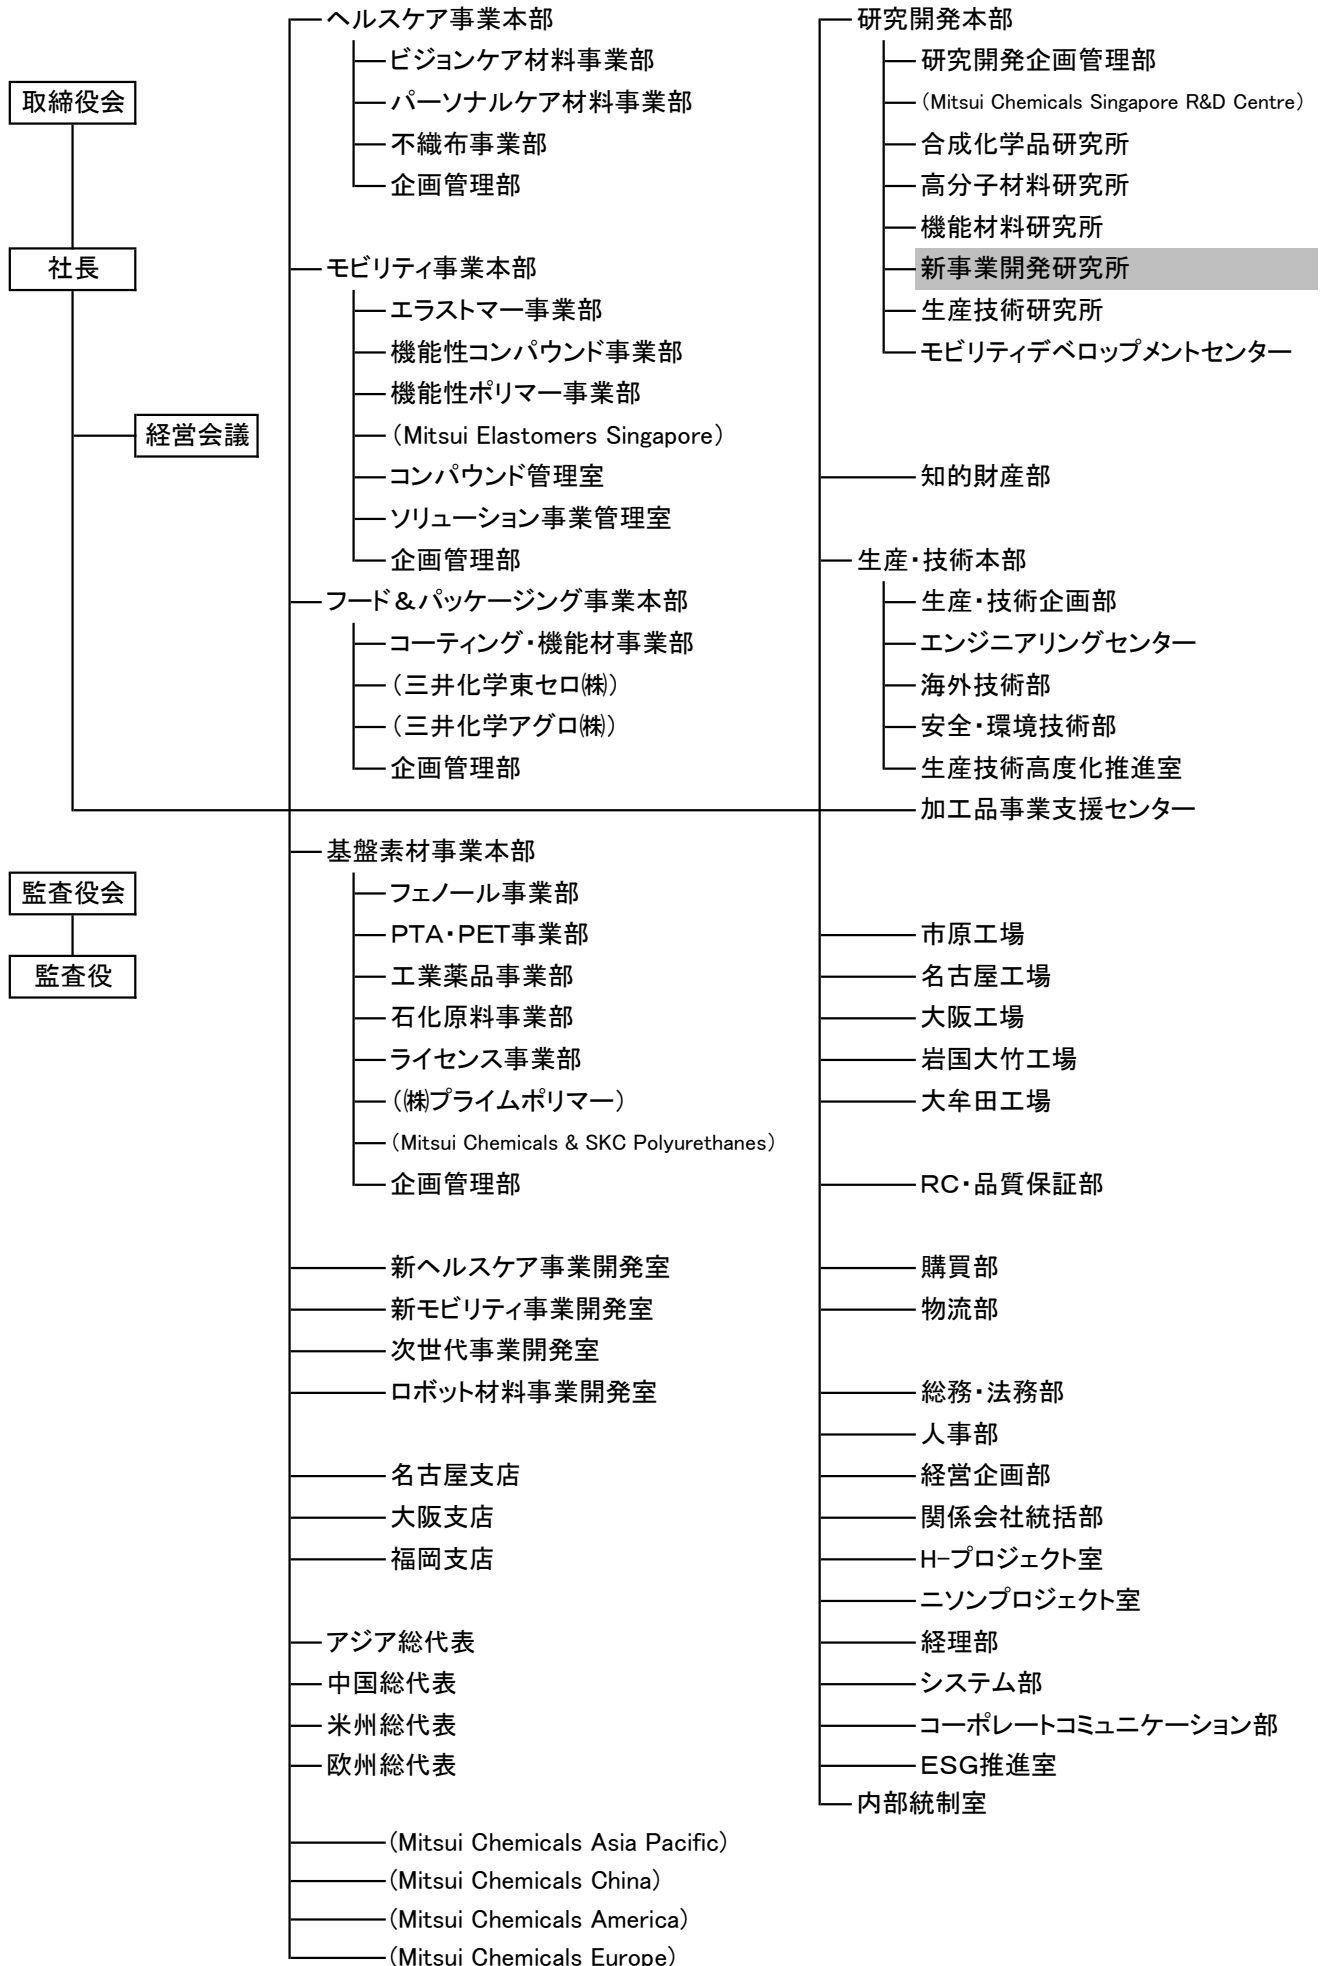 取締役会
社長
経営会議
監査役会
監査役
ヘルスケア事業本部
ビジョンケア材料事業部
パーソナルケア材料事業部
不織布事業部
企画管理部
モビリティ事業本部
エラストマー事業部
機能性コンパウンド事業部
機能性ポリマー事業部
（Mitsui Elastomers Singapore）
コンパウンド管理室
ソリューション事業管理室
企画管理部
フード＆パッケージング事業本部
コーティング・機能材事業部
（三井化学東セロ㈱）
（三井化学アグロ㈱）
企画管理部
基盤素材事業本部
フェノール事業部
PTA・PET事業部
工業薬品事業部
石化原料事業部
ライセンス事業部
（㈱プライムポリマー）
（Mitsui Chemicals & SKC Polyurethanes）
企画管理部
新ヘルスケア事業開発室
新モビリティ事業開発室
次世代事業開発室
ロボット材料事業開発室
名古屋支店
大阪支店
福岡支店
アジア総代表
中国総代表
米州総代表
欧州総代表
(Mitsui Chemicals Asia Pacific)
(Mitsui Chemicals China)
(Mitsui Chemicals America)
(Mitsui Chemicals Europe)
研究開発本部
研究開発企画管理部
（Mitsui Chemicals Singapore R&D Centre）
合成化学品研究所
高分子材料研究所
機能材料研究所
新事業開発研究所
生産技術研究所
モビリティデベロップメントセンター
知的財産部
生産・技術本部
生産・技術企画部
エンジニアリングセンター
海外技術部
安全・環境技術部
生産技術高度化推進室
加工品事業支援センター
市原工場
名古屋工場
大阪工場
岩国大竹工場
大牟田工場
RC・品質保証部
購買部
物流部
総務・法務部
人事部
経営企画部
関係会社統括部
H-プロジェクト室
ニソンプロジェクト室
経理部
システム部
コーポレートコミュニケーション部
ESG推進室
内部統制室